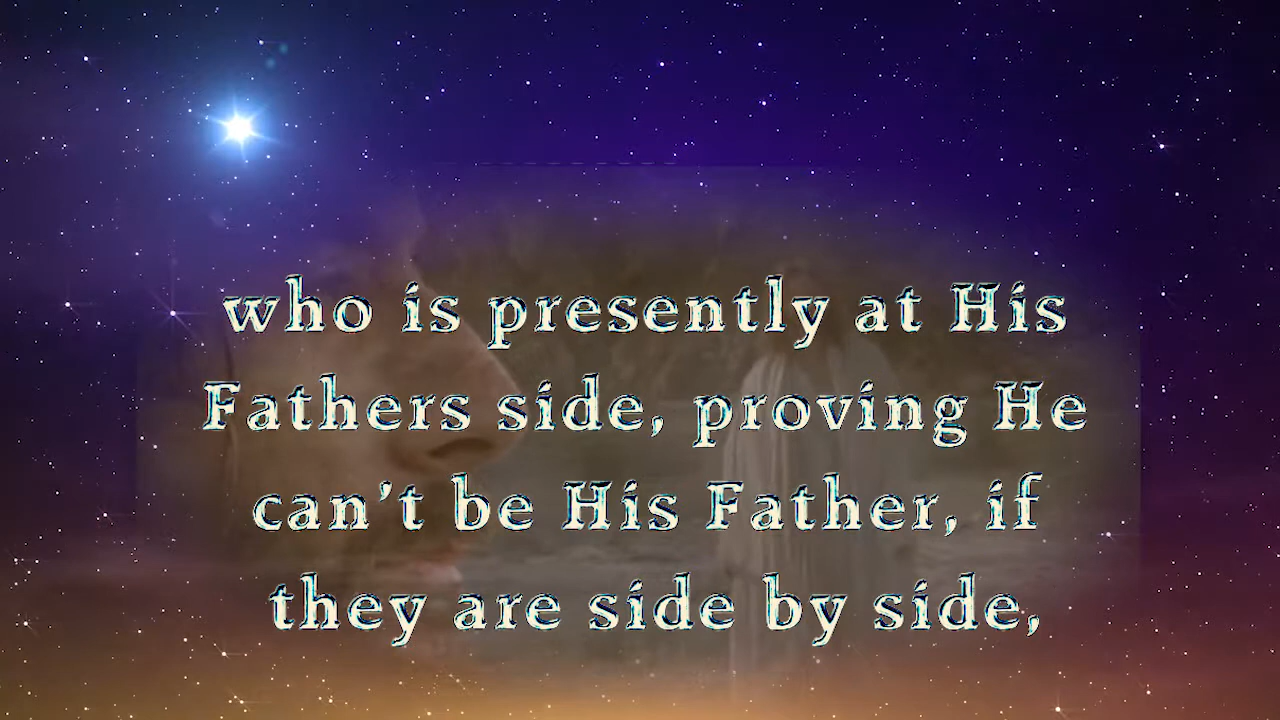 who is presently at His
Fathers side, proving He
can't be His Father, if
they are side by side,